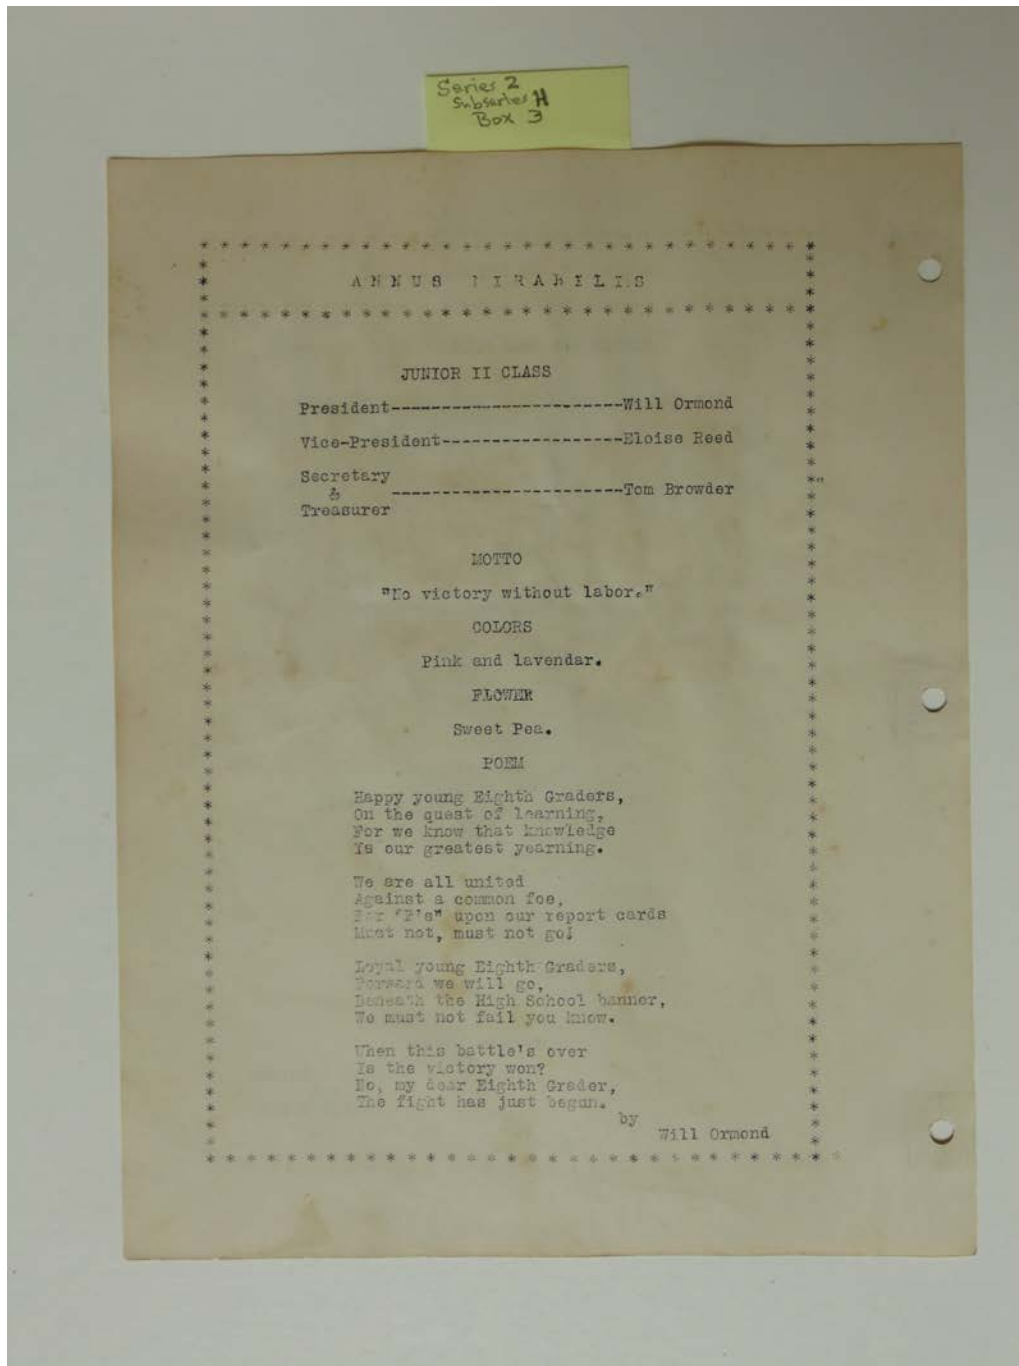 Series 2
Subseries H
Box 3
* * * * * * * * * * * * * * * * * * * * * * * * * * * * * *
ANNUS MIRABILIS
* * * * * * * * * * * * * * * * * * * * * * * * * * * * * *
JUNIOR II CLASS
President-----------------------Will Ormond
Vice-President------------------Eloise Reed
Secretary
& -----------------------Tom Browder
Treasurer
MOTTO
"No victory without labor."
COLORS
Pink and lavendar.
FLOWER
Sweet Pea.
POEM
Happy young Eighth Graders,
On the quest of learning,
For we know that knowledge
Is our greatest yearning.
We are all united
Against a common foe,
For "F's" upon our report cards
Must not, must not go!
Loyal young Eighth Graders,
Forward we will go,
Beneath the High School banner,
We must not fail you know.
When this battle's over
Is the victory won?
No, my dear Eighth Grader,
The fight has just begun.
by
Will Ormond
* * * * * * * * * * * * * * * * * * * * * * * * * * * * * * * *